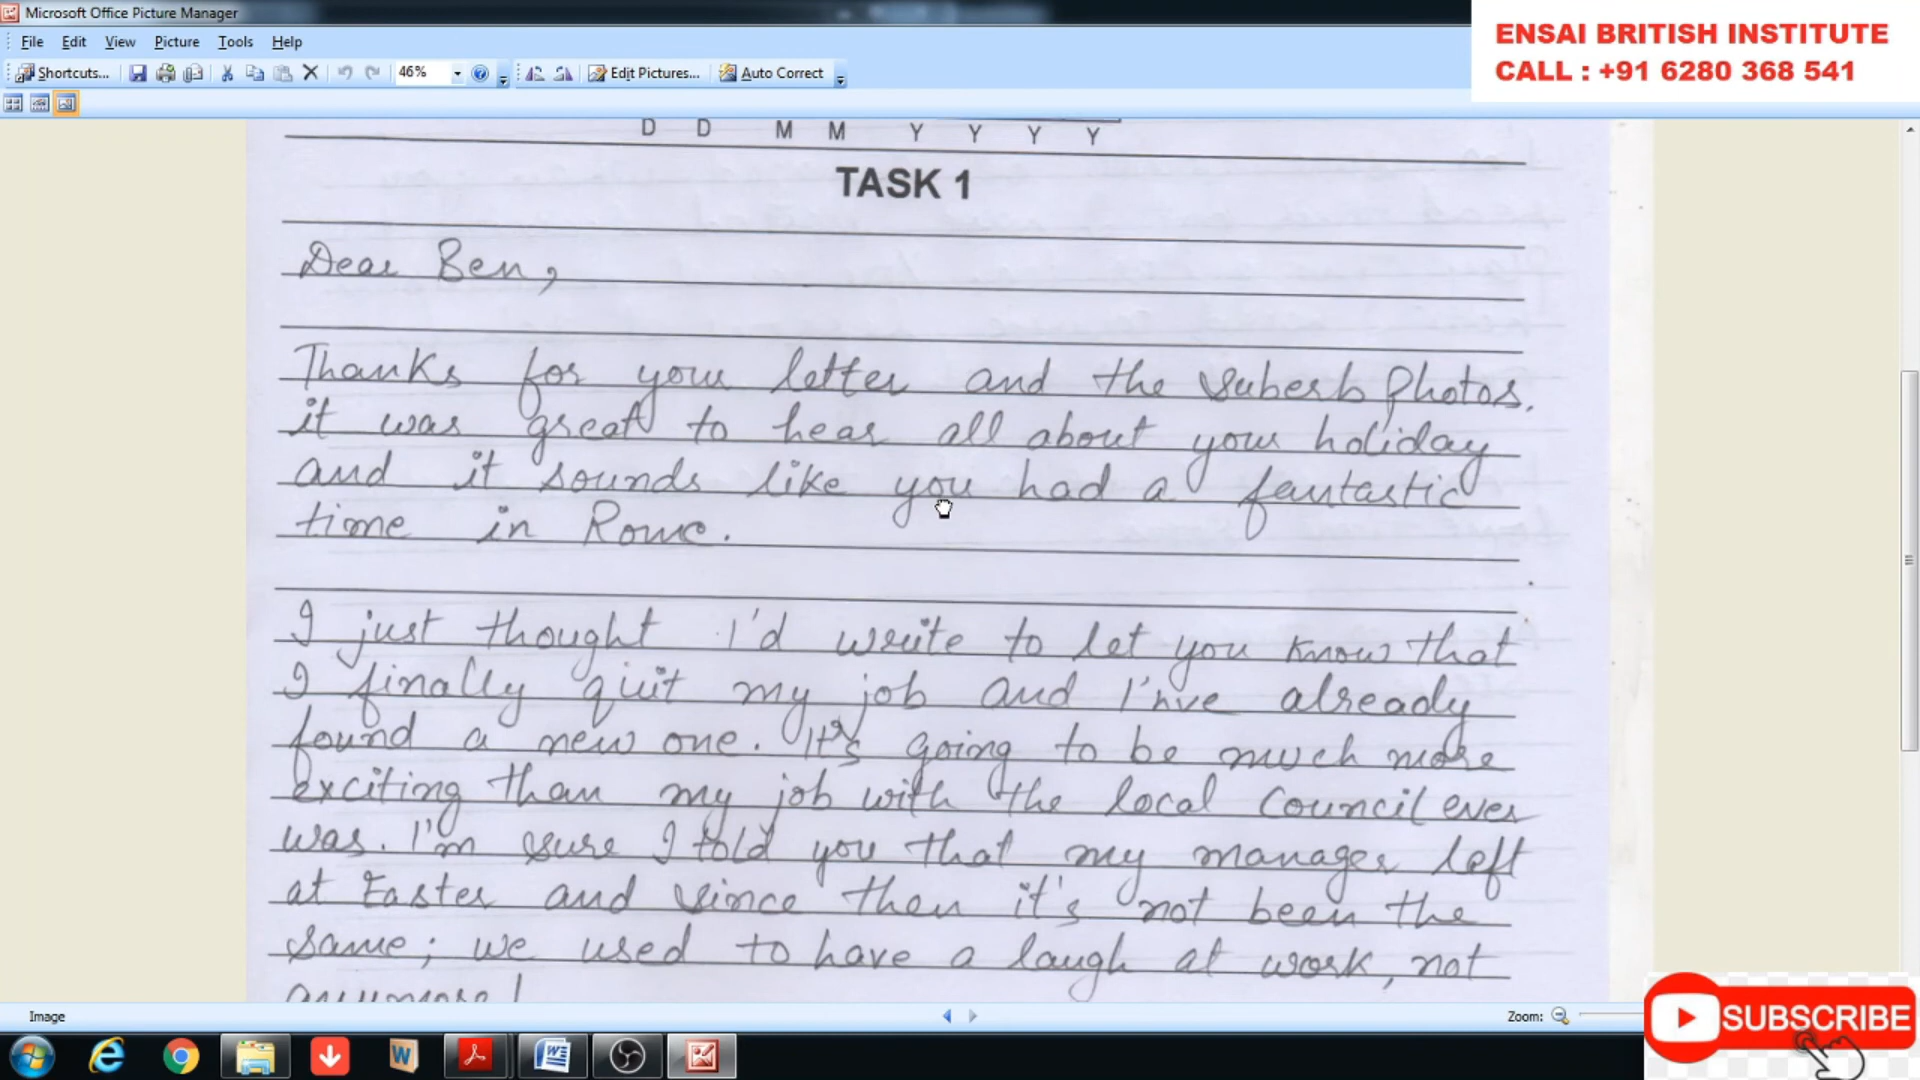 Microsoft Office Picture Manager
File Edit View Picture Tools Help
Shortcuts... 46% Edit Pictures... Auto Correct
ENSAI BRITISH INSTITUTE
CALL : +91 6280 368 541
D D M M Y Y Y Y
TASK 1
Dear Ben,
Thanks for your letter and the suberb photos.
it was great to hear all about your holiday
and it sounds like you had a fantastic
time in Rome.
I just thought I'd write to let you know that
I finally quit my job and I'nve already
found a new one. It's going to be much more
exciting than my job with the local council ever
was. I'm sure I told you that my manager left
at Easter and since then it's not been the
same; we used to have a laugh at work, not
anymore!
Image
Zoom:
SUBSCRIBE